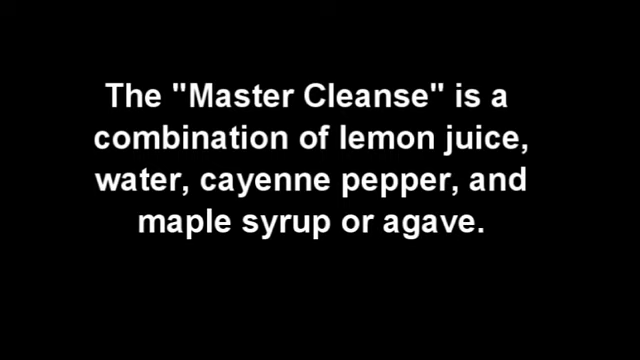 The "Master Cleanse" is a
combination of lemon juice,
water, cayenne pepper, and
maple syrup or agave.